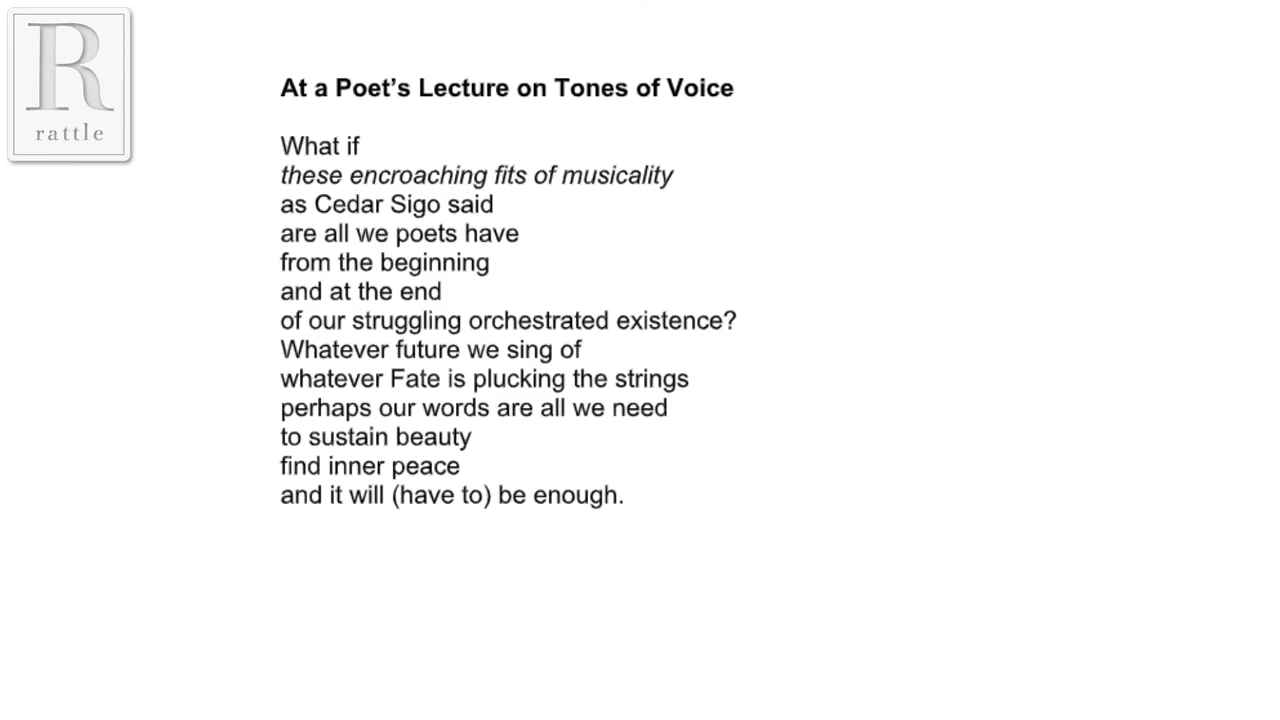 R
rattle
At a Poet’s Lecture on Tones of Voice
What if
these encroaching fits of musicality
as Cedar Sigo said
are all we poets have
from the beginning
and at the end
of our struggling orchestrated existence?
Whatever future we sing of
whatever Fate is plucking the strings
perhaps our words are all we need
to sustain beauty
find inner peace
and it will (have to) be enough.